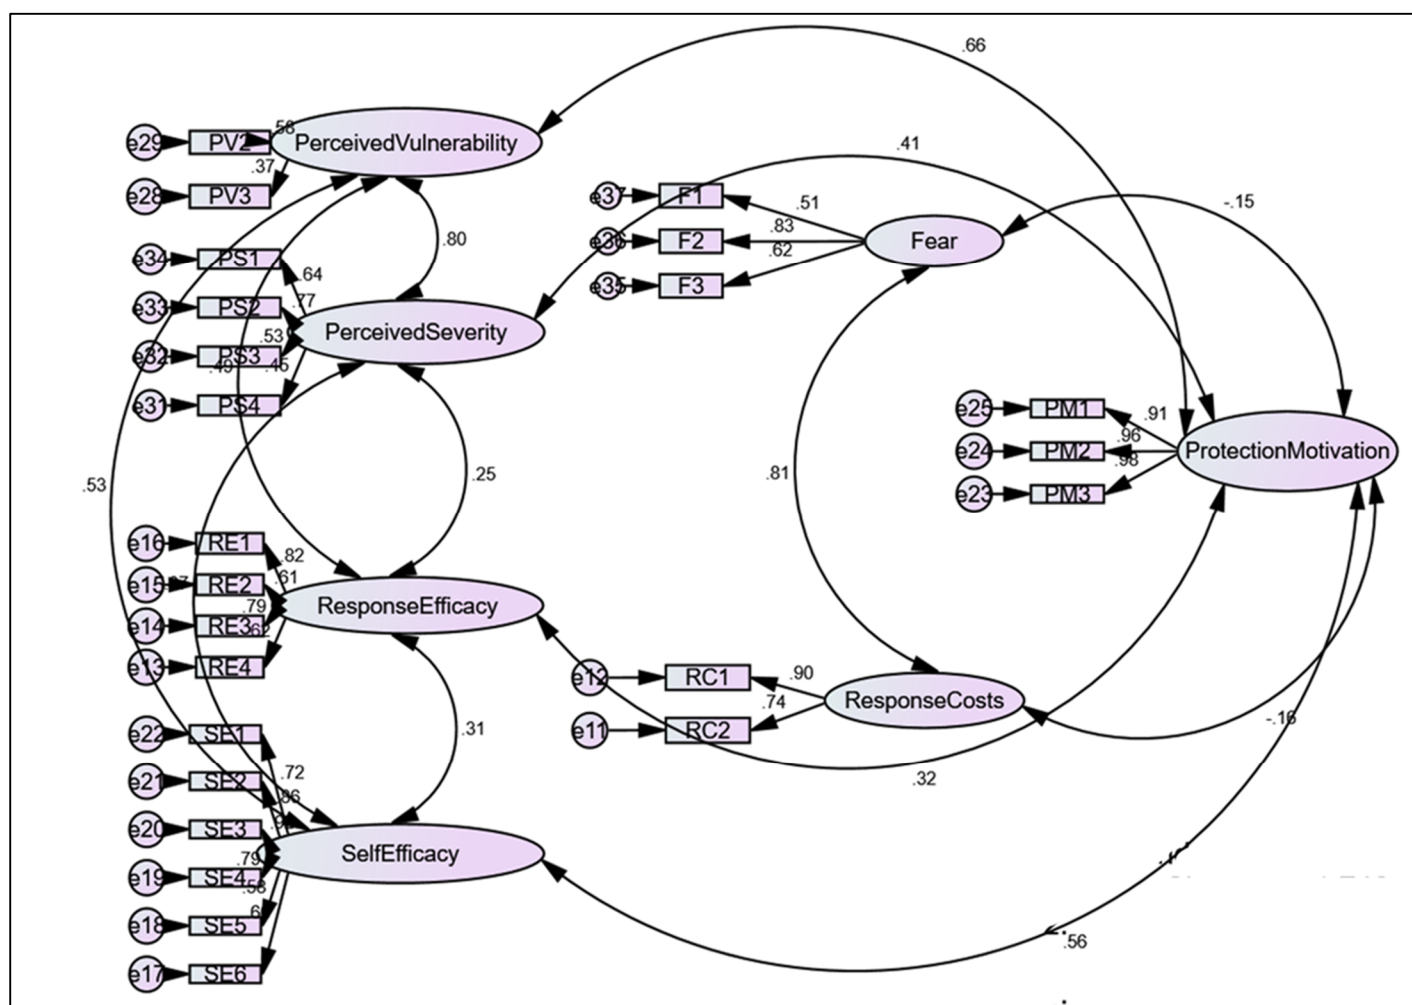 .66
.58
e29 PV2 PerceivedVulnerability
.41
.37
e28 PV3
e37 F1 .51 -.15
.83
.80 e36 F2 Fear
.62
e34 PS1
.64
e35 F3
.77
e33 PS2
.53 PerceivedSeverity
e32 PS3
.49 .45
e31 PS4
e25 PM1 .91
.96
e24 PM2 ProtectionMotivation
.98
.53 .25 .81
e23 PM3
e16 RE1
.82
e15 RE2 .61
.79 ResponseEfficacy
e14 RE3 .62
e13 RE4
e12 RC1 .90
.74 ResponseCosts
e22 SE1 .31 e11 RC2
-.16
.72 .32
e21 SE2
.86
e20 SE3
.79 SelfEfficacy
e19 SE4
.58
e18 SE5
.56
e17 SE6